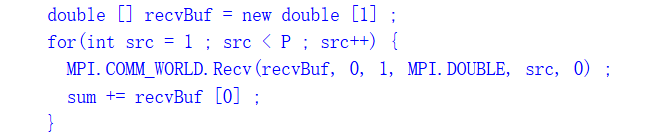 double [] recvBuf = new double [1] ;
for(int src = 1 ; src < P ; src++) {
MPI.COMM_WORLD.Recv(recvBuf, 0, 1, MPI.DOUBLE, src, 0) ;
sum += recvBuf [0] ;
}